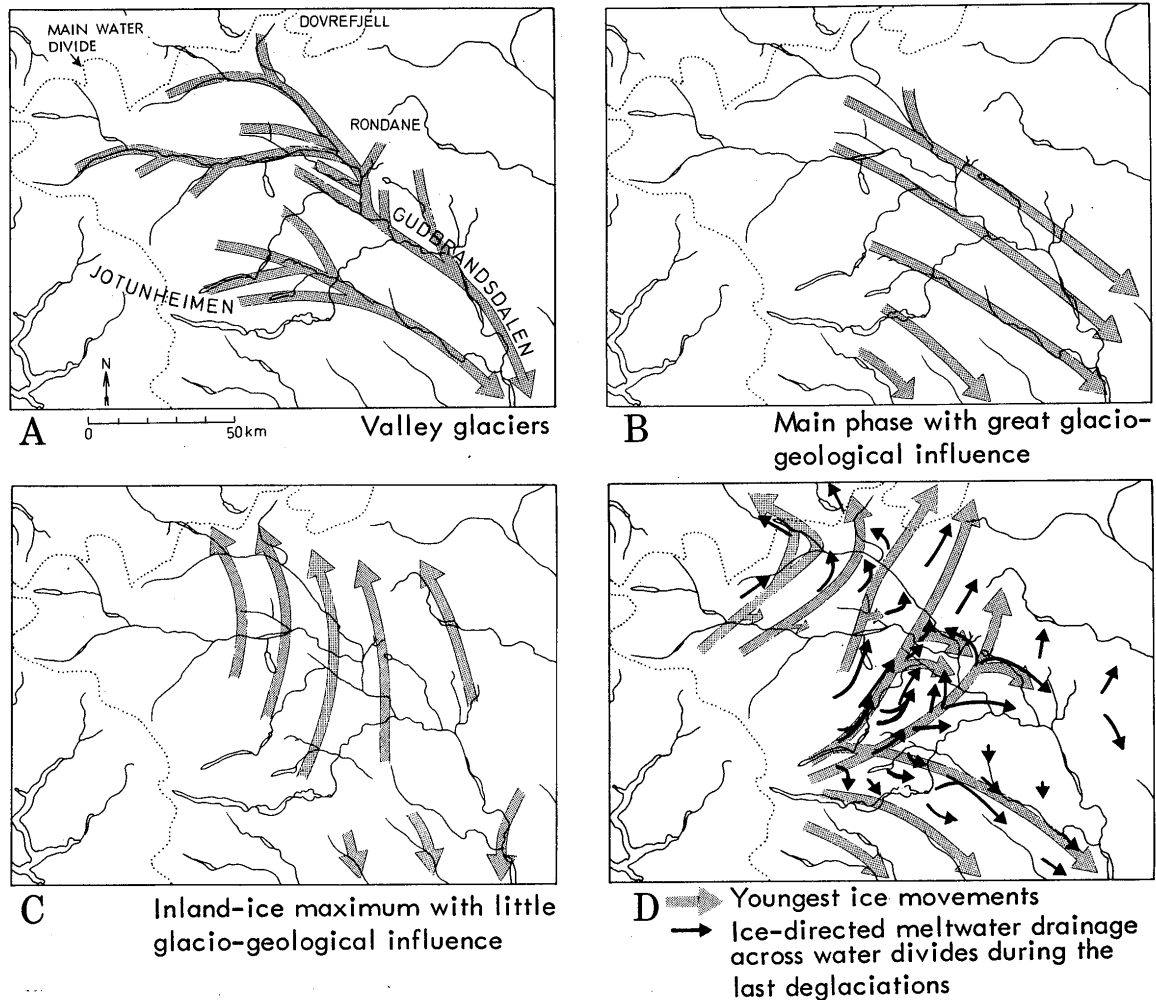 DOVREFJELL
MAIN WATER
DIVIDE
RONDANE
GUDBRANDSDALEN
JOTUNHEIMEN
N
0 50 km
A Valley glaciers
B Main phase with great glacio-
geological influence
C Inland-ice maximum with little
glacio-geological influence
D Youngest ice movements
Ice-directed meltwater drainage
across water divides during the
last deglaciations